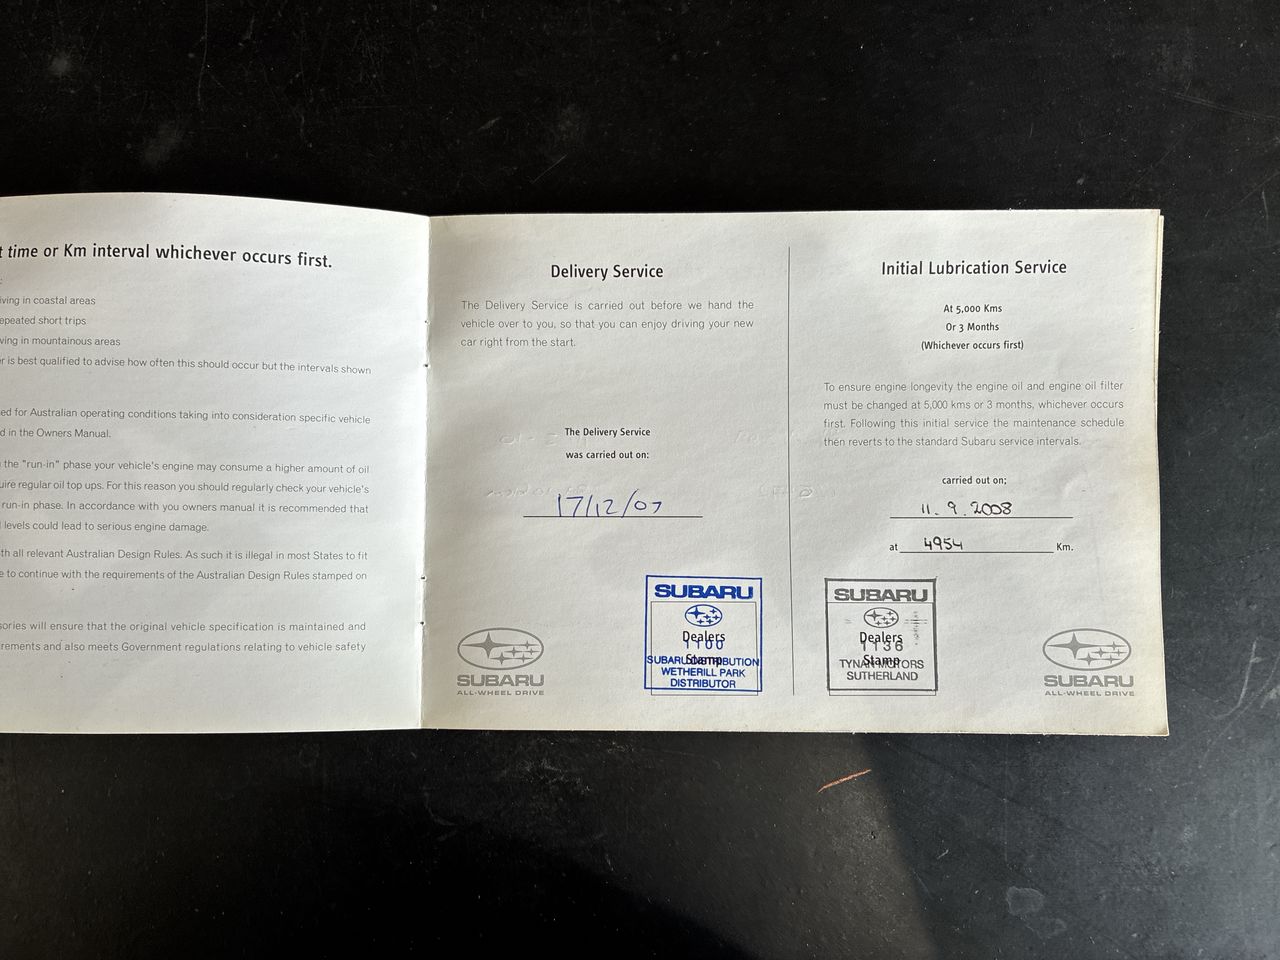 t time or Km interval whichever occurs first.
:
iving in coastal areas
epeated short trips
ving in mountainous areas
er is best qualified to advise how often this should occur but the intervals shown
ed for Australian operating conditions taking into consideration specific vehicle
d in the Owners Manual.
the "run-in" phase your vehicle's engine may consume a higher amount of oil
uire regular oil top ups. For this reason you should regularly check your vehicle's
run-in phase. In accordance with you owners manual it is recommended that
l levels could lead to serious engine damage.
th all relevant Australian Design Rules. As such it is illegal in most States to fit
e to continue with the requirements of the Australian Design Rules stamped on
sories will ensure that the original vehicle specification is maintained and
rements and also meets Government regulations relating to vehicle safety
Delivery Service
The Delivery Service is carried out before we hand the
vehicle over to you, so that you can enjoy driving your new
car right from the start.
The Delivery Service
was carried out on:
17/12/07
SUBARU
ALL-WHEEL DRIVE
SUBARU
Dealers
1100
Stamp
SUBARU DISTRIBUTION
WETHERILL PARK
DISTRIBUTOR
Initial Lubrication Service
At 5,000 Kms
Or 3 Months
(Whichever occurs first)
To ensure engine longevity the engine oil and engine oil filter
must be changed at 5,000 kms or 3 months, whichever occurs
first. Following this initial service the maintenance schedule
then reverts to the standard Subaru service intervals.
carried out on;
11.9.2008
at 4954 Km.
SUBARU
Dealers
1136
Stamp
TYNAN MOTORS
SUTHERLAND
SUBARU
ALL-WHEEL DRIVE